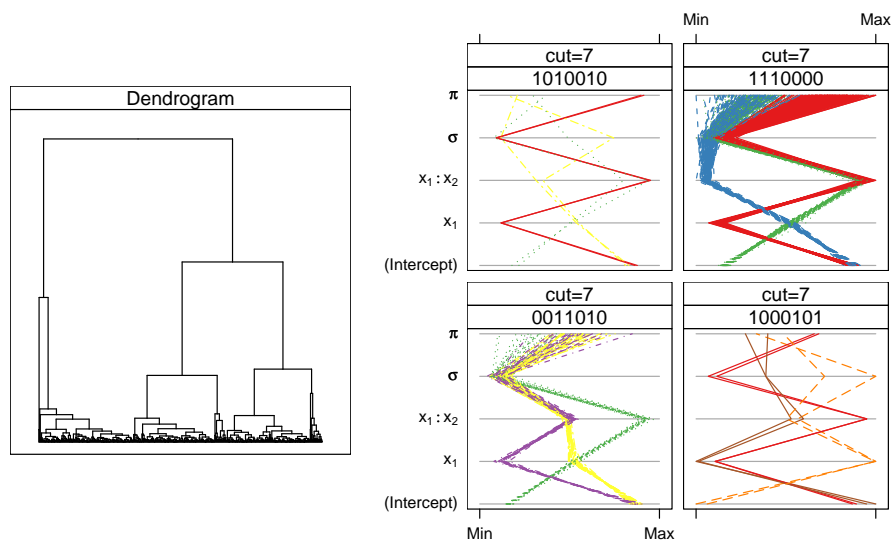 Min Max
Dendrogram
cut=7 cut=7
1010010 1110000
π
σ
x₁ : x₂
x₁
(Intercept)
cut=7 cut=7
0011010 1000101
π
σ
x₁ : x₂
x₁
(Intercept)
Min Max